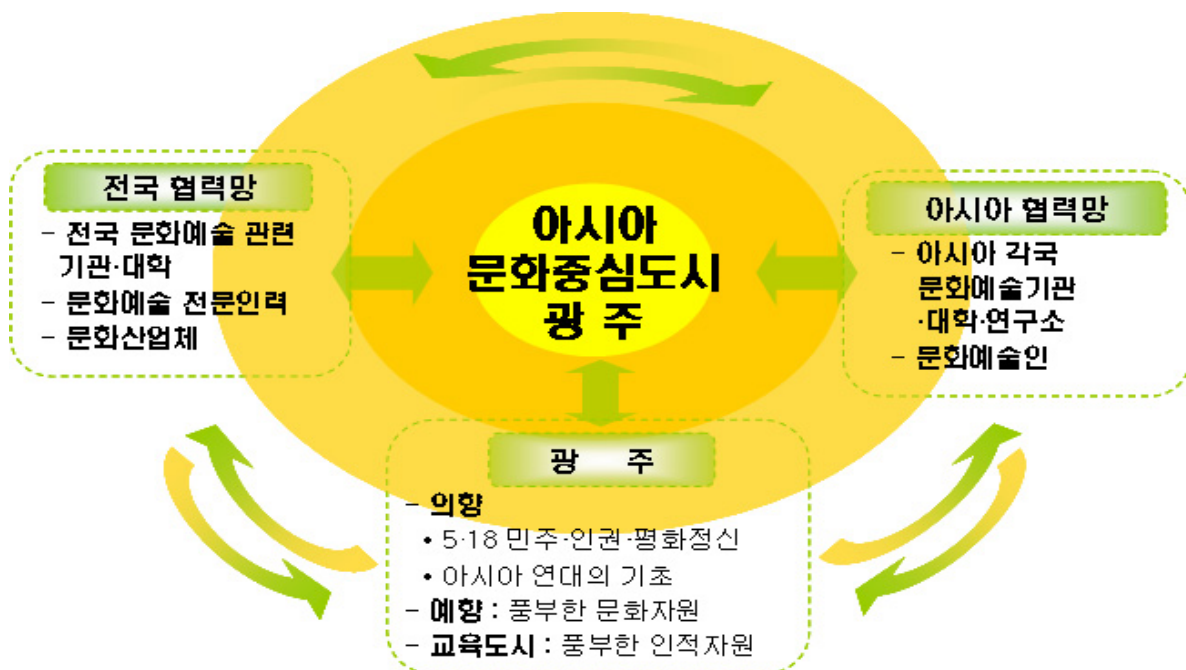 아시아
문화중심도시
광 주
전국 협력망
- 전국 문화예술 관련
기관·대학
- 문화예술 전문인력
- 문화산업체
아시아 협력망
- 아시아 각국
문화예술기관
·대학·연구소
- 문화예술인
광 주
- 의향
• 5·18 민주·인권·평화정신
• 아시아 연대의 기초
- 예향 : 풍부한 문화자원
- 교육도시 : 풍부한 인적자원